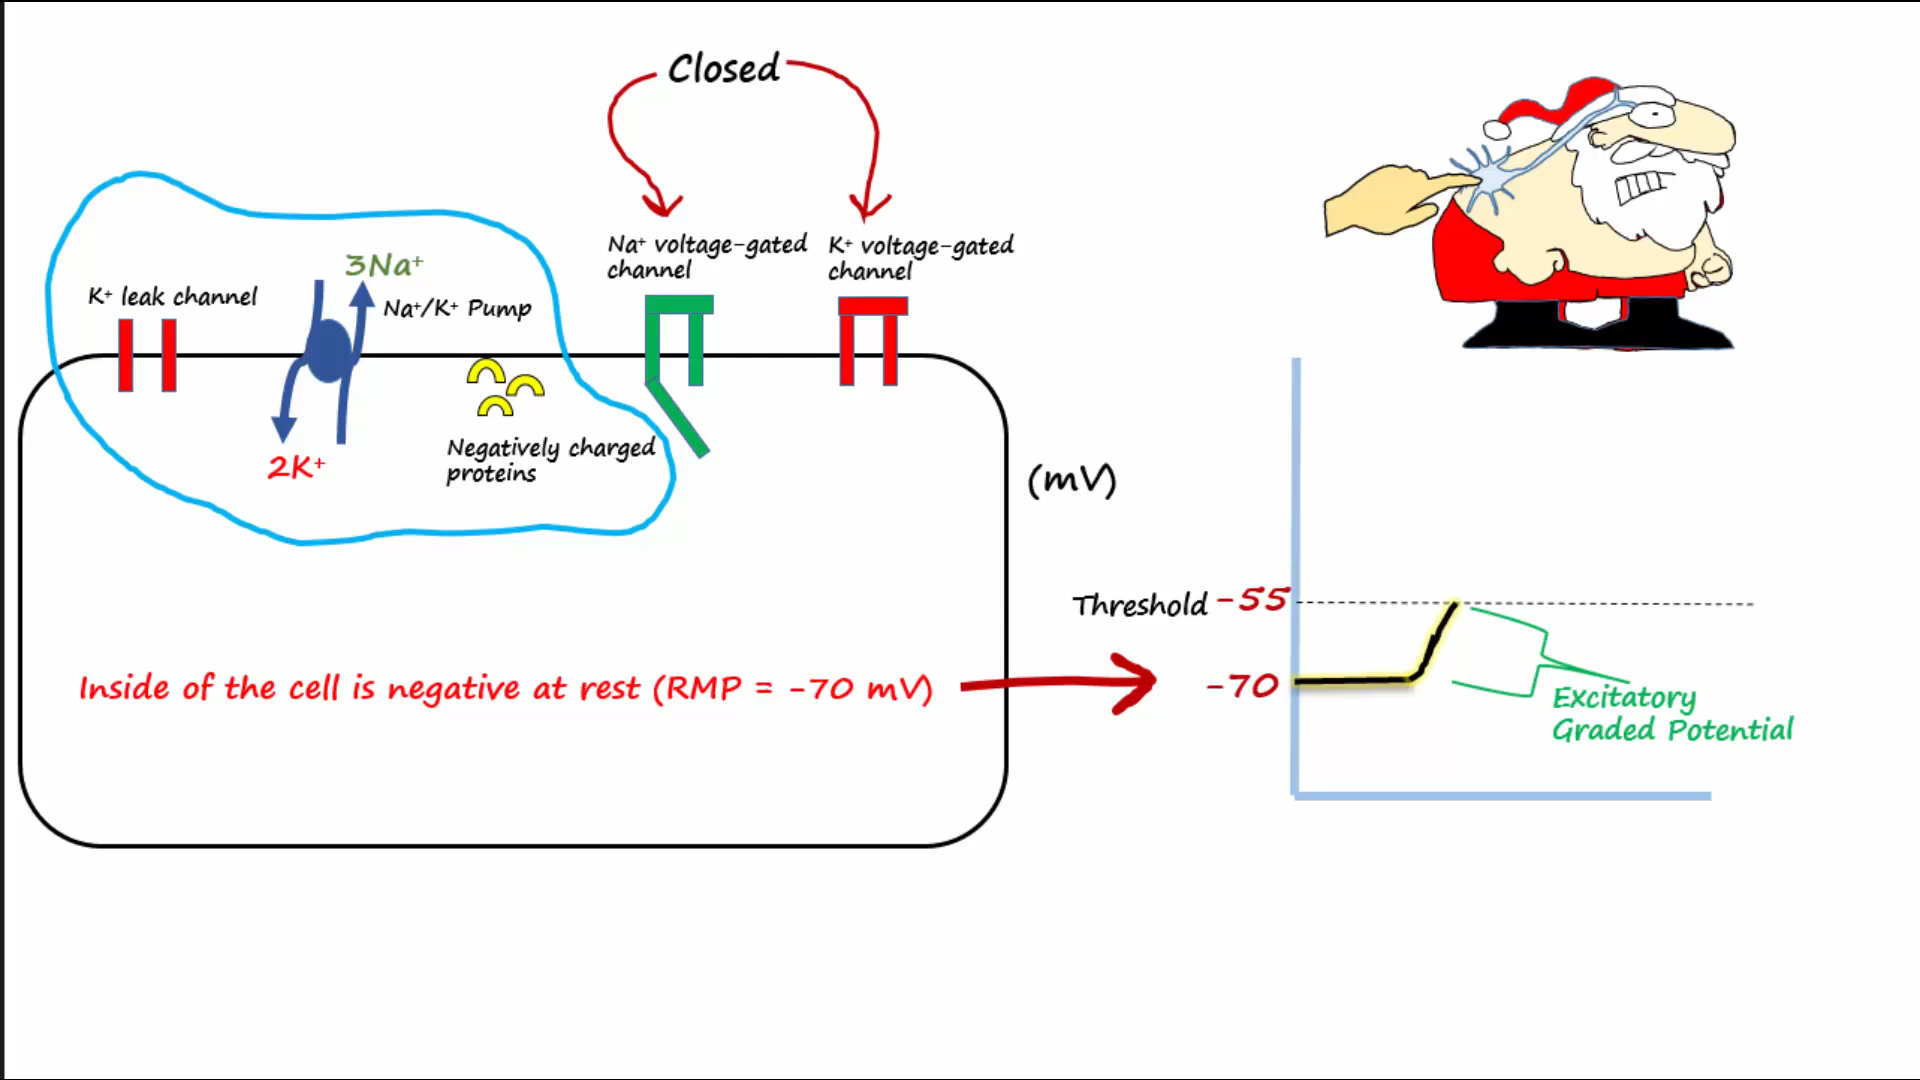 Closed
Na⁺ voltage-gated
channel
K⁺ voltage-gated
channel
3Na⁺
K⁺ leak channel
Na⁺/K⁺ Pump
2K⁺
Negatively charged
proteins
(mV)
Threshold -55
Inside of the cell is negative at rest (RMP = -70 mV)
-70
Excitatory
Graded Potential